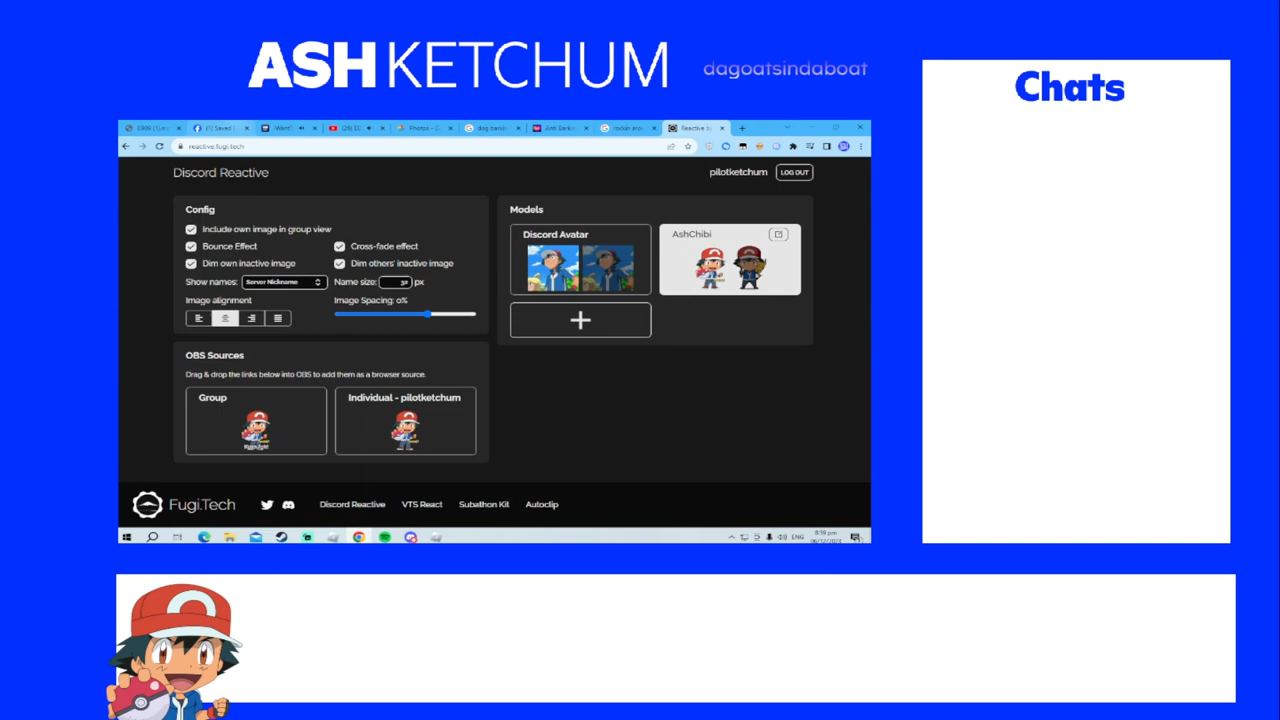 ASH KETCHUM
dagoatsindaboat
Chats
reactive.fugi.tech
Discord Reactive
pilotketchum
LOG OUT
Config
Include own image in group view
Bounce Effect
Cross-fade effect
Dim own inactive image
Dim others' inactive image
Show names: Server Nickname
Name size: 32 px
Image alignment
Image Spacing: 0%
Models
Discord Avatar
AshChibi
OBS Sources
Drag & drop the links below into OBS to add them as a browser source.
Group
Individual - pilotketchum
Fugi.Tech
Discord Reactive
VTS React
Subathon Kit
Autoclip
ENG
8:59 pm